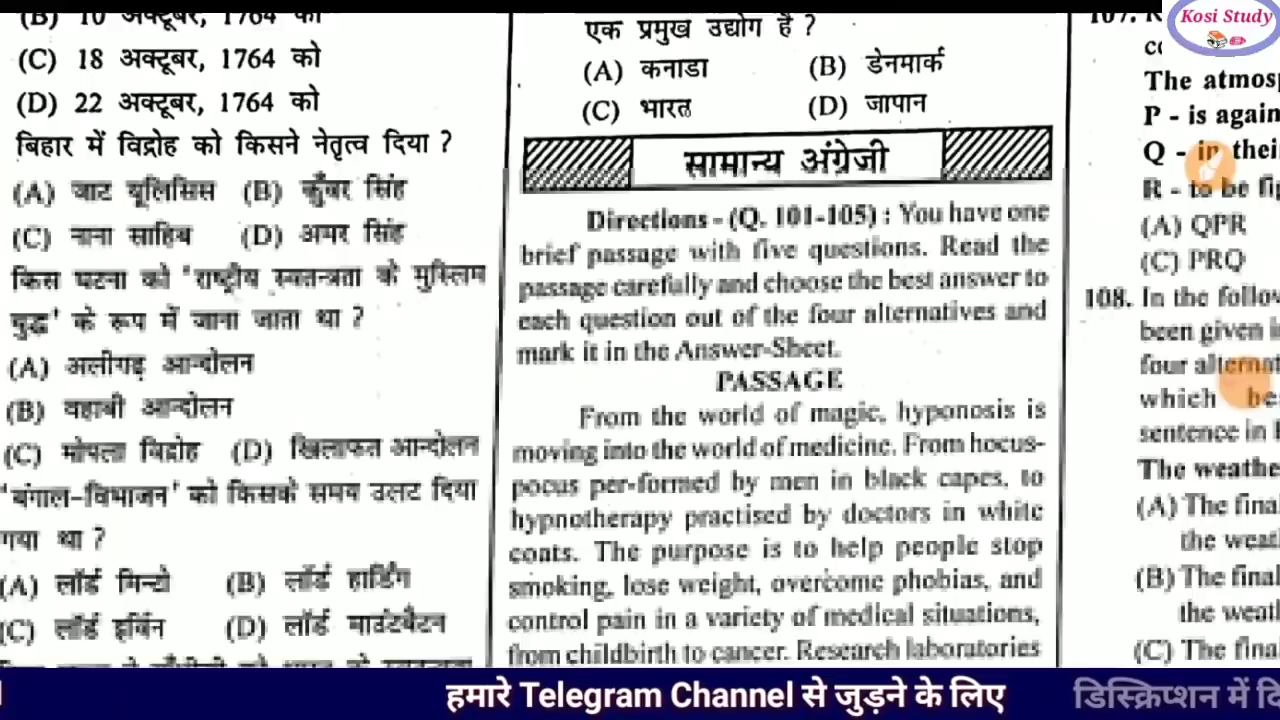 (B) 10 अक्टूबर, 1764 को
(C) 18 अक्टूबर, 1764 को
(D) 22 अक्टूबर, 1764 को
बिहार में विद्रोह को किसने नेतृत्व दिया ?
(A) जाट यूलिसिस (B) कुँवर सिंह
(C) नाना साहिब (D) अमर सिंह
किस घटना को 'राष्ट्रीय स्वतन्त्रता के मुस्लिम
युद्ध' के रूप में जाना जाता था ?
(A) अलीगढ़ आन्दोलन
(B) वहाबी आन्दोलन
(C) मोपला विद्रोह (D) खिलाफत आन्दोलन
'बंगाल-विभाजन' को किसके समय उलट दिया
गया था ?
(A) लॉर्ड मिन्टो (B) लॉर्ड हार्डिंग
(C) लॉर्ड इर्विन (D) लॉर्ड माउंटबैटन
एक प्रमुख उद्योग है ?
(A) कनाडा (B) डेनमार्क
(C) भारत (D) जापान
सामान्य अंग्रेजी
Directions - (Q. 101-105) : You have one
brief passage with five questions. Read the
passage carefully and choose the best answer to
each question out of the four alternatives and
mark it in the Answer-Sheet.
PASSAGE
From the world of magic, hyponosis is
moving into the world of medicine. From hocus-
pocus per-formed by men in black capes, to
hypnotherapy practised by doctors in white
coats. The purpose is to help people stop
smoking, lose weight, overcome phobias, and
control pain in a variety of medical situations,
from childbirth to cancer. Research laboratories
107.
The atmos
P - is again
Q - in thei
R - to be fi
(A) QPR
(C) PRQ
108. In the follow
been given i
four alternat
which be
sentence in
The weathe
(A) The fina
the weat
(B) The final
the weat
(C) The fina
Kosi Study
हमारे Telegram Channel से जुड़ने के लिए डिस्क्रिप्शन में